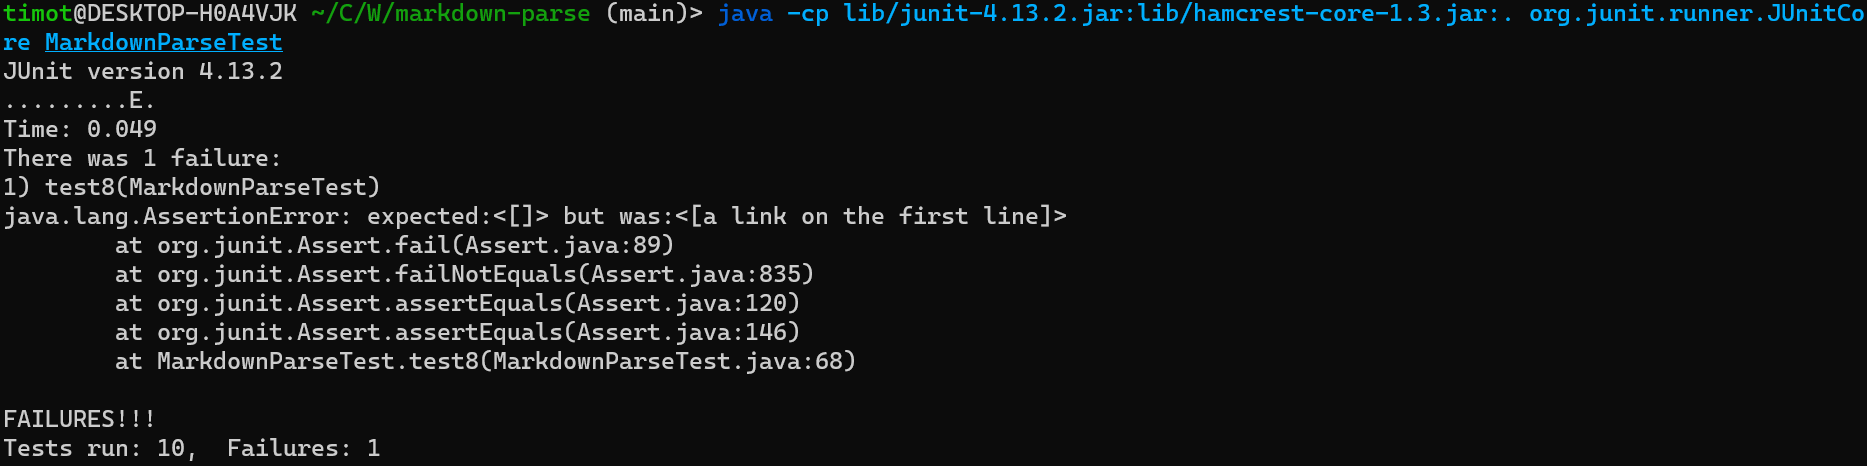 timot@DESKTOP-H0A4VJK ~/C/W/markdown-parse (main)> java -cp lib/junit-4.13.2.jar:lib/hamcrest-core-1.3.jar:. org.junit.runner.JUnitCo
re MarkdownParseTest
JUnit version 4.13.2
.........E.
Time: 0.049
There was 1 failure:
1) test8(MarkdownParseTest)
java.lang.AssertionError: expected:<[]> but was:<[a link on the first line]>
        at org.junit.Assert.fail(Assert.java:89)
        at org.junit.Assert.failNotEquals(Assert.java:835)
        at org.junit.Assert.assertEquals(Assert.java:120)
        at org.junit.Assert.assertEquals(Assert.java:146)
        at MarkdownParseTest.test8(MarkdownParseTest.java:68)

FAILURES!!!
Tests run: 10,  Failures: 1